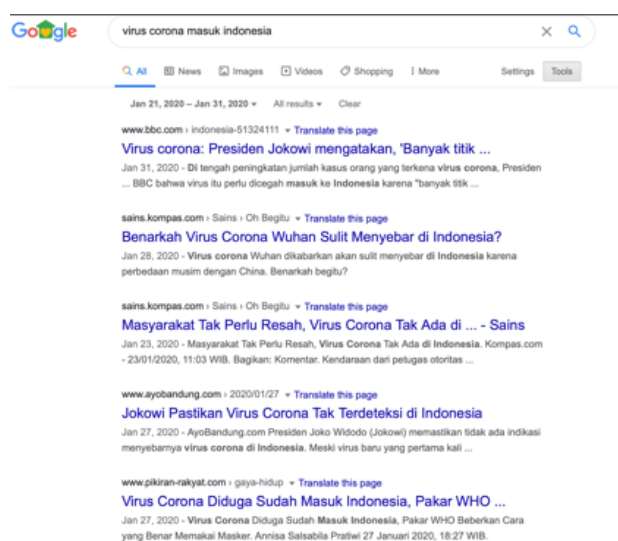 Google
virus corona masuk indonesia
All News Images Videos Shopping More Settings Tools
Jan 21, 2020 – Jan 31, 2020 All results Clear
www.bbc.com › indonesia-51324111 Translate this page
Virus corona: Presiden Jokowi mengatakan, 'Banyak titik ...
Jan 31, 2020 - Di tengah peningkatan jumlah kasus orang yang terkena virus corona, Presiden
... BBC bahwa virus itu perlu dicegah masuk ke Indonesia karena "banyak titik ...
sains.kompas.com › Sains › Oh Begitu Translate this page
Benarkah Virus Corona Wuhan Sulit Menyebar di Indonesia?
Jan 28, 2020 - Virus corona Wuhan dikabarkan akan sulit menyebar di Indonesia karena
perbedaan musim dengan China. Benarkah begitu?
sains.kompas.com › Sains › Oh Begitu Translate this page
Masyarakat Tak Perlu Resah, Virus Corona Tak Ada di ... - Sains
Jan 23, 2020 - Masyarakat Tak Perlu Resah, Virus Corona Tak Ada di Indonesia. Kompas.com
- 23/01/2020, 11:03 WIB. Bagikan: Komentar. Kendaraan dari petugas otoritas ...
www.ayobandung.com › 2020/01/27 Translate this page
Jokowi Pastikan Virus Corona Tak Terdeteksi di Indonesia
Jan 27, 2020 - AyoBandung.com Presiden Joko Widodo (Jokowi) memastikan tidak ada indikasi
menyebarnya virus corona di Indonesia. Meski virus baru yang pertama kali ...
www.pikiran-rakyat.com › gaya-hidup Translate this page
Virus Corona Diduga Sudah Masuk Indonesia, Pakar WHO ...
Jan 27, 2020 - Virus Corona Diduga Sudah Masuk Indonesia, Pakar WHO Beberkan Cara
yang Benar Memakai Masker. Annisa Salsabila Pratiwi 27 Januari 2020, 18:27 WIB.